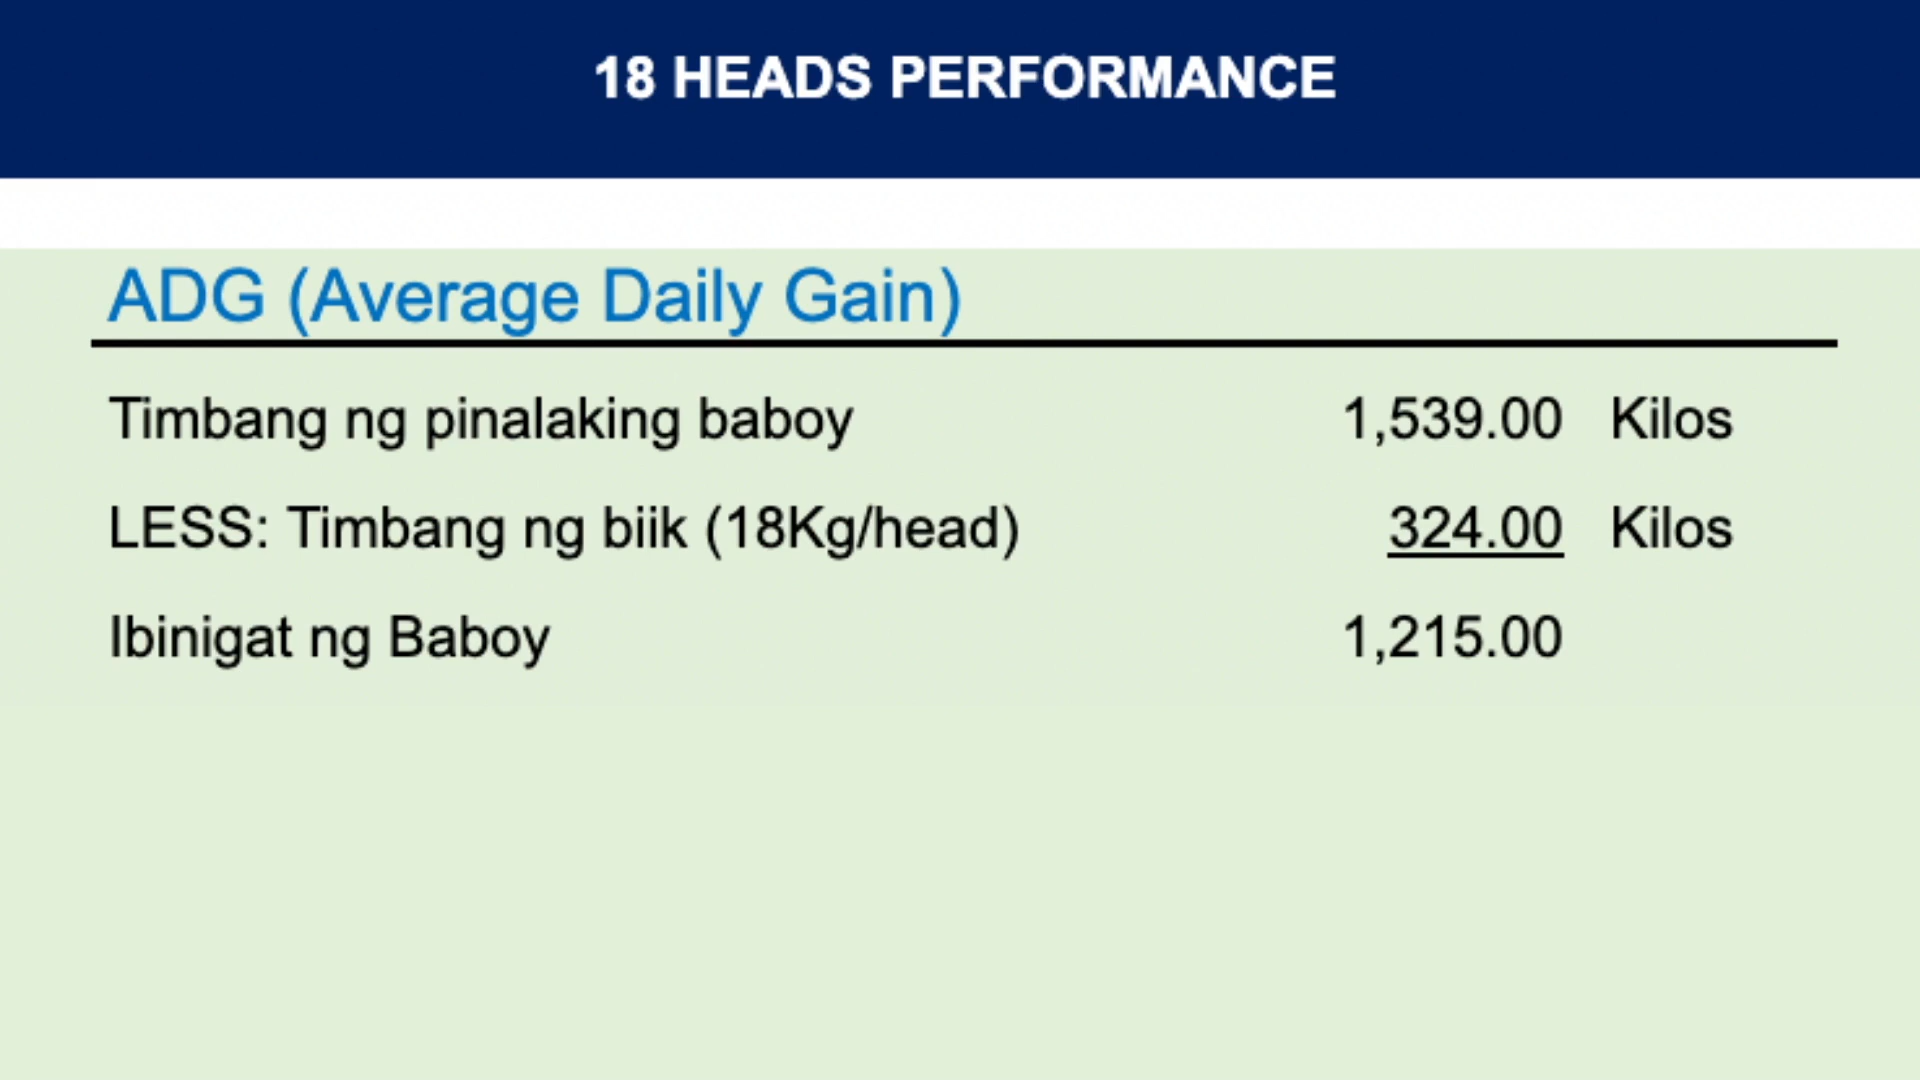 18 HEADS PERFORMANCE
ADG (Average Daily Gain)
Timbang ng pinalaking baboy 1,539.00 Kilos
LESS: Timbang ng biik (18Kg/head) 324.00 Kilos
Ibinigat ng Baboy 1,215.00